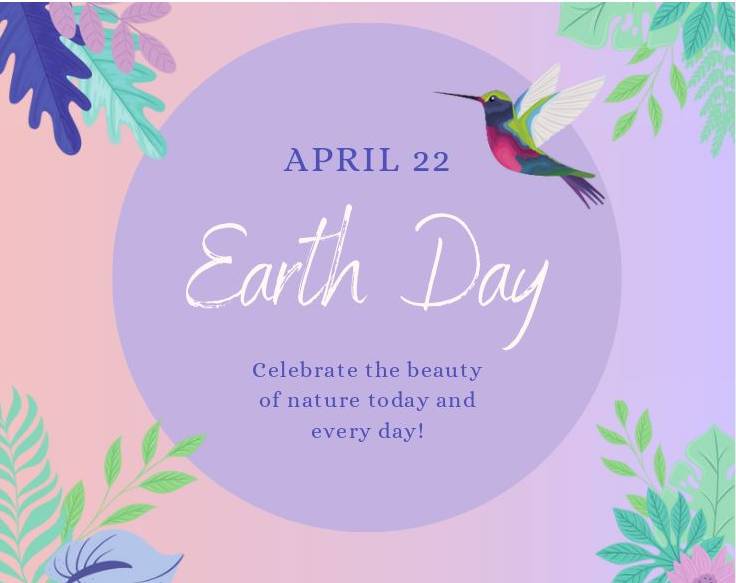 APRIL 22
Earth Day
Celebrate the beauty
of nature today and
every day!